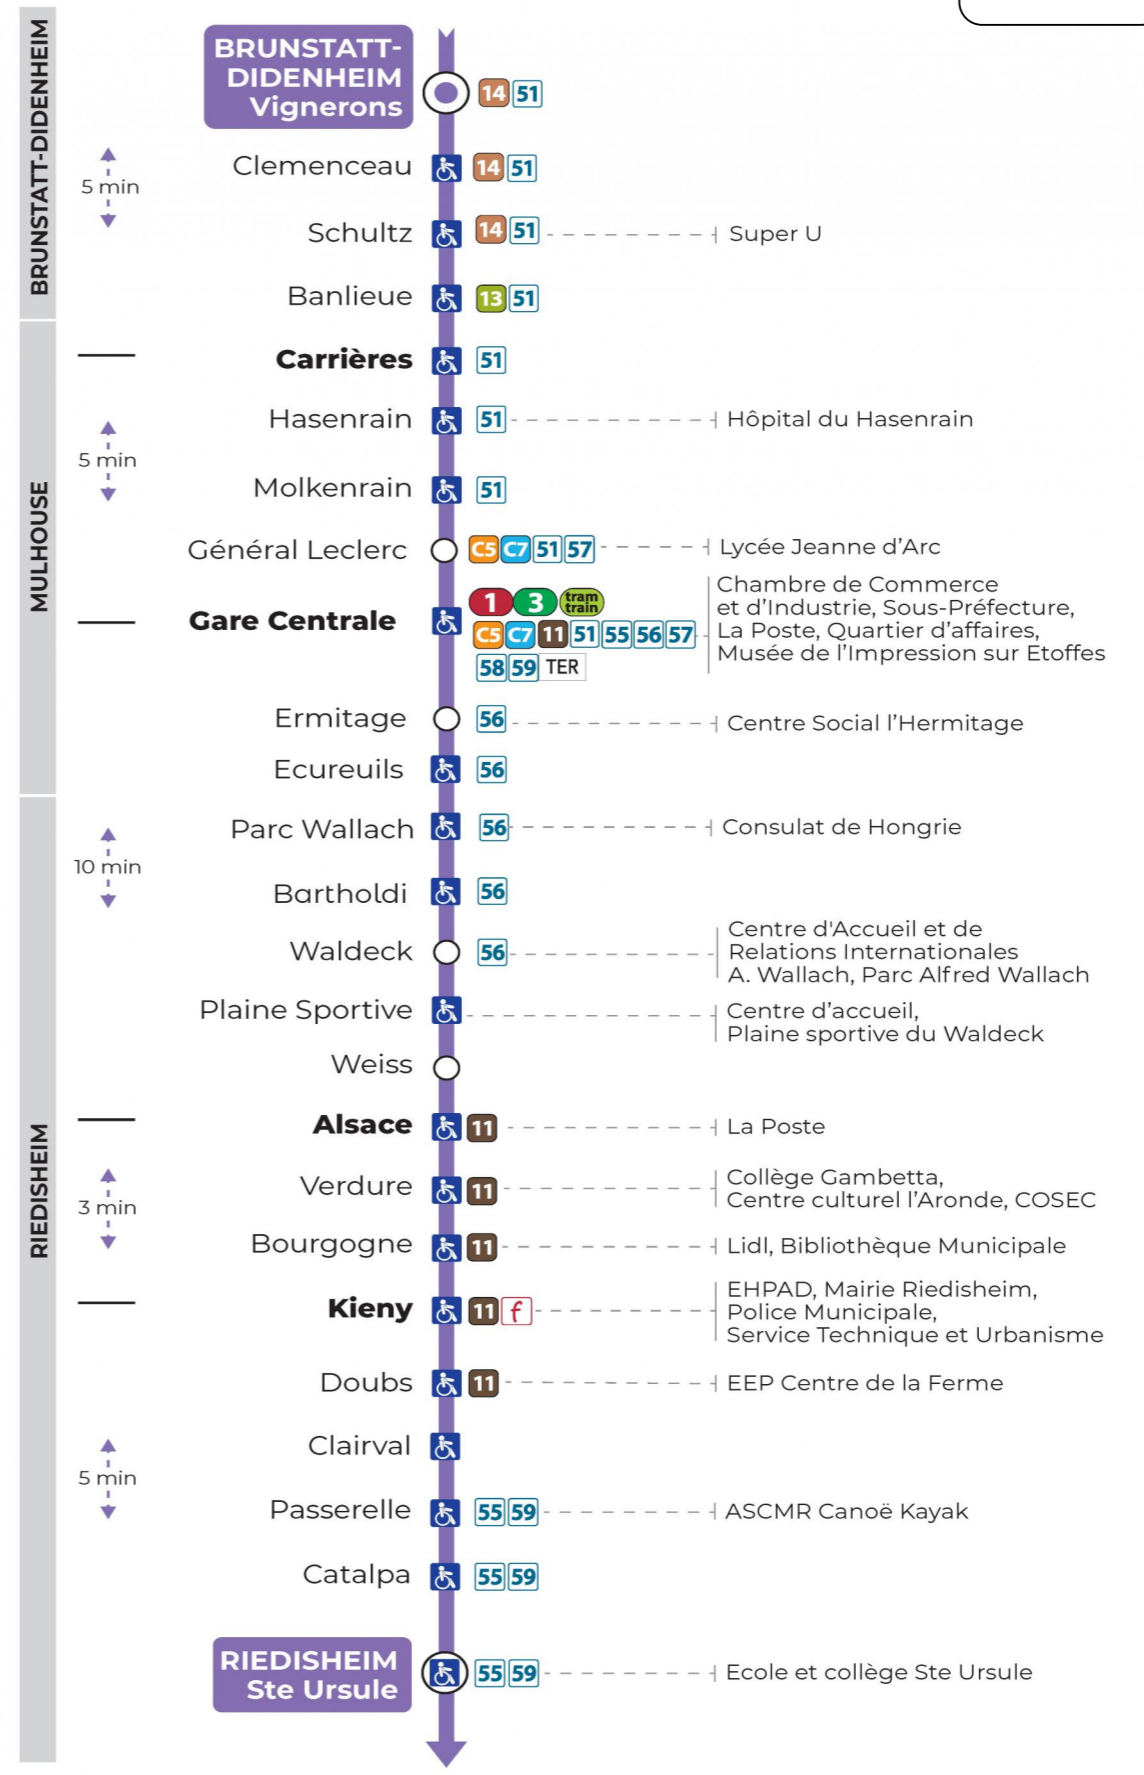 BRUNSTATT-DIDENHEIM
BRUNSTATT-
DIDENHEIM
Vignerons
14 51
Clemenceau
14 51
5 min
Schultz
14 51
Super U
Banlieue
13 51
MULHOUSE
Carrières
51
Hasenrain
51
Hôpital du Hasenrain
5 min
Molkenrain
51
Général Leclerc
C5 C7 51 57
Lycée Jeanne d’Arc
Gare Centrale
1 3 tram
train
C5 C7 11 51 55 56 57
58 59 TER
Chambre de Commerce
et d’Industrie, Sous-Préfecture,
La Poste, Quartier d’affaires,
Musée de l’Impression sur Etoffes
Ermitage
56
Centre Social l’Hermitage
Ecureuils
56
RIEDISHEIM
Parc Wallach
56
Consulat de Hongrie
10 min
Bartholdi
56
Waldeck
56
Centre d'Accueil et de
Relations Internationales
A. Wallach, Parc Alfred Wallach
Plaine Sportive
Centre d’accueil,
Plaine sportive du Waldeck
Weiss
Alsace
11
La Poste
Verdure
11
Collège Gambetta,
Centre culturel l’Aronde, COSEC
3 min
Bourgogne
11
Lidl, Bibliothèque Municipale
Kieny
11 f
EHPAD, Mairie Riedisheim,
Police Municipale,
Service Technique et Urbanisme
Doubs
11
EEP Centre de la Ferme
Clairval
5 min
Passerelle
55 59
ASCMR Canoë Kayak
Catalpa
55 59
RIEDISHEIM
Ste Ursule
55 59
Ecole et collège Ste Ursule